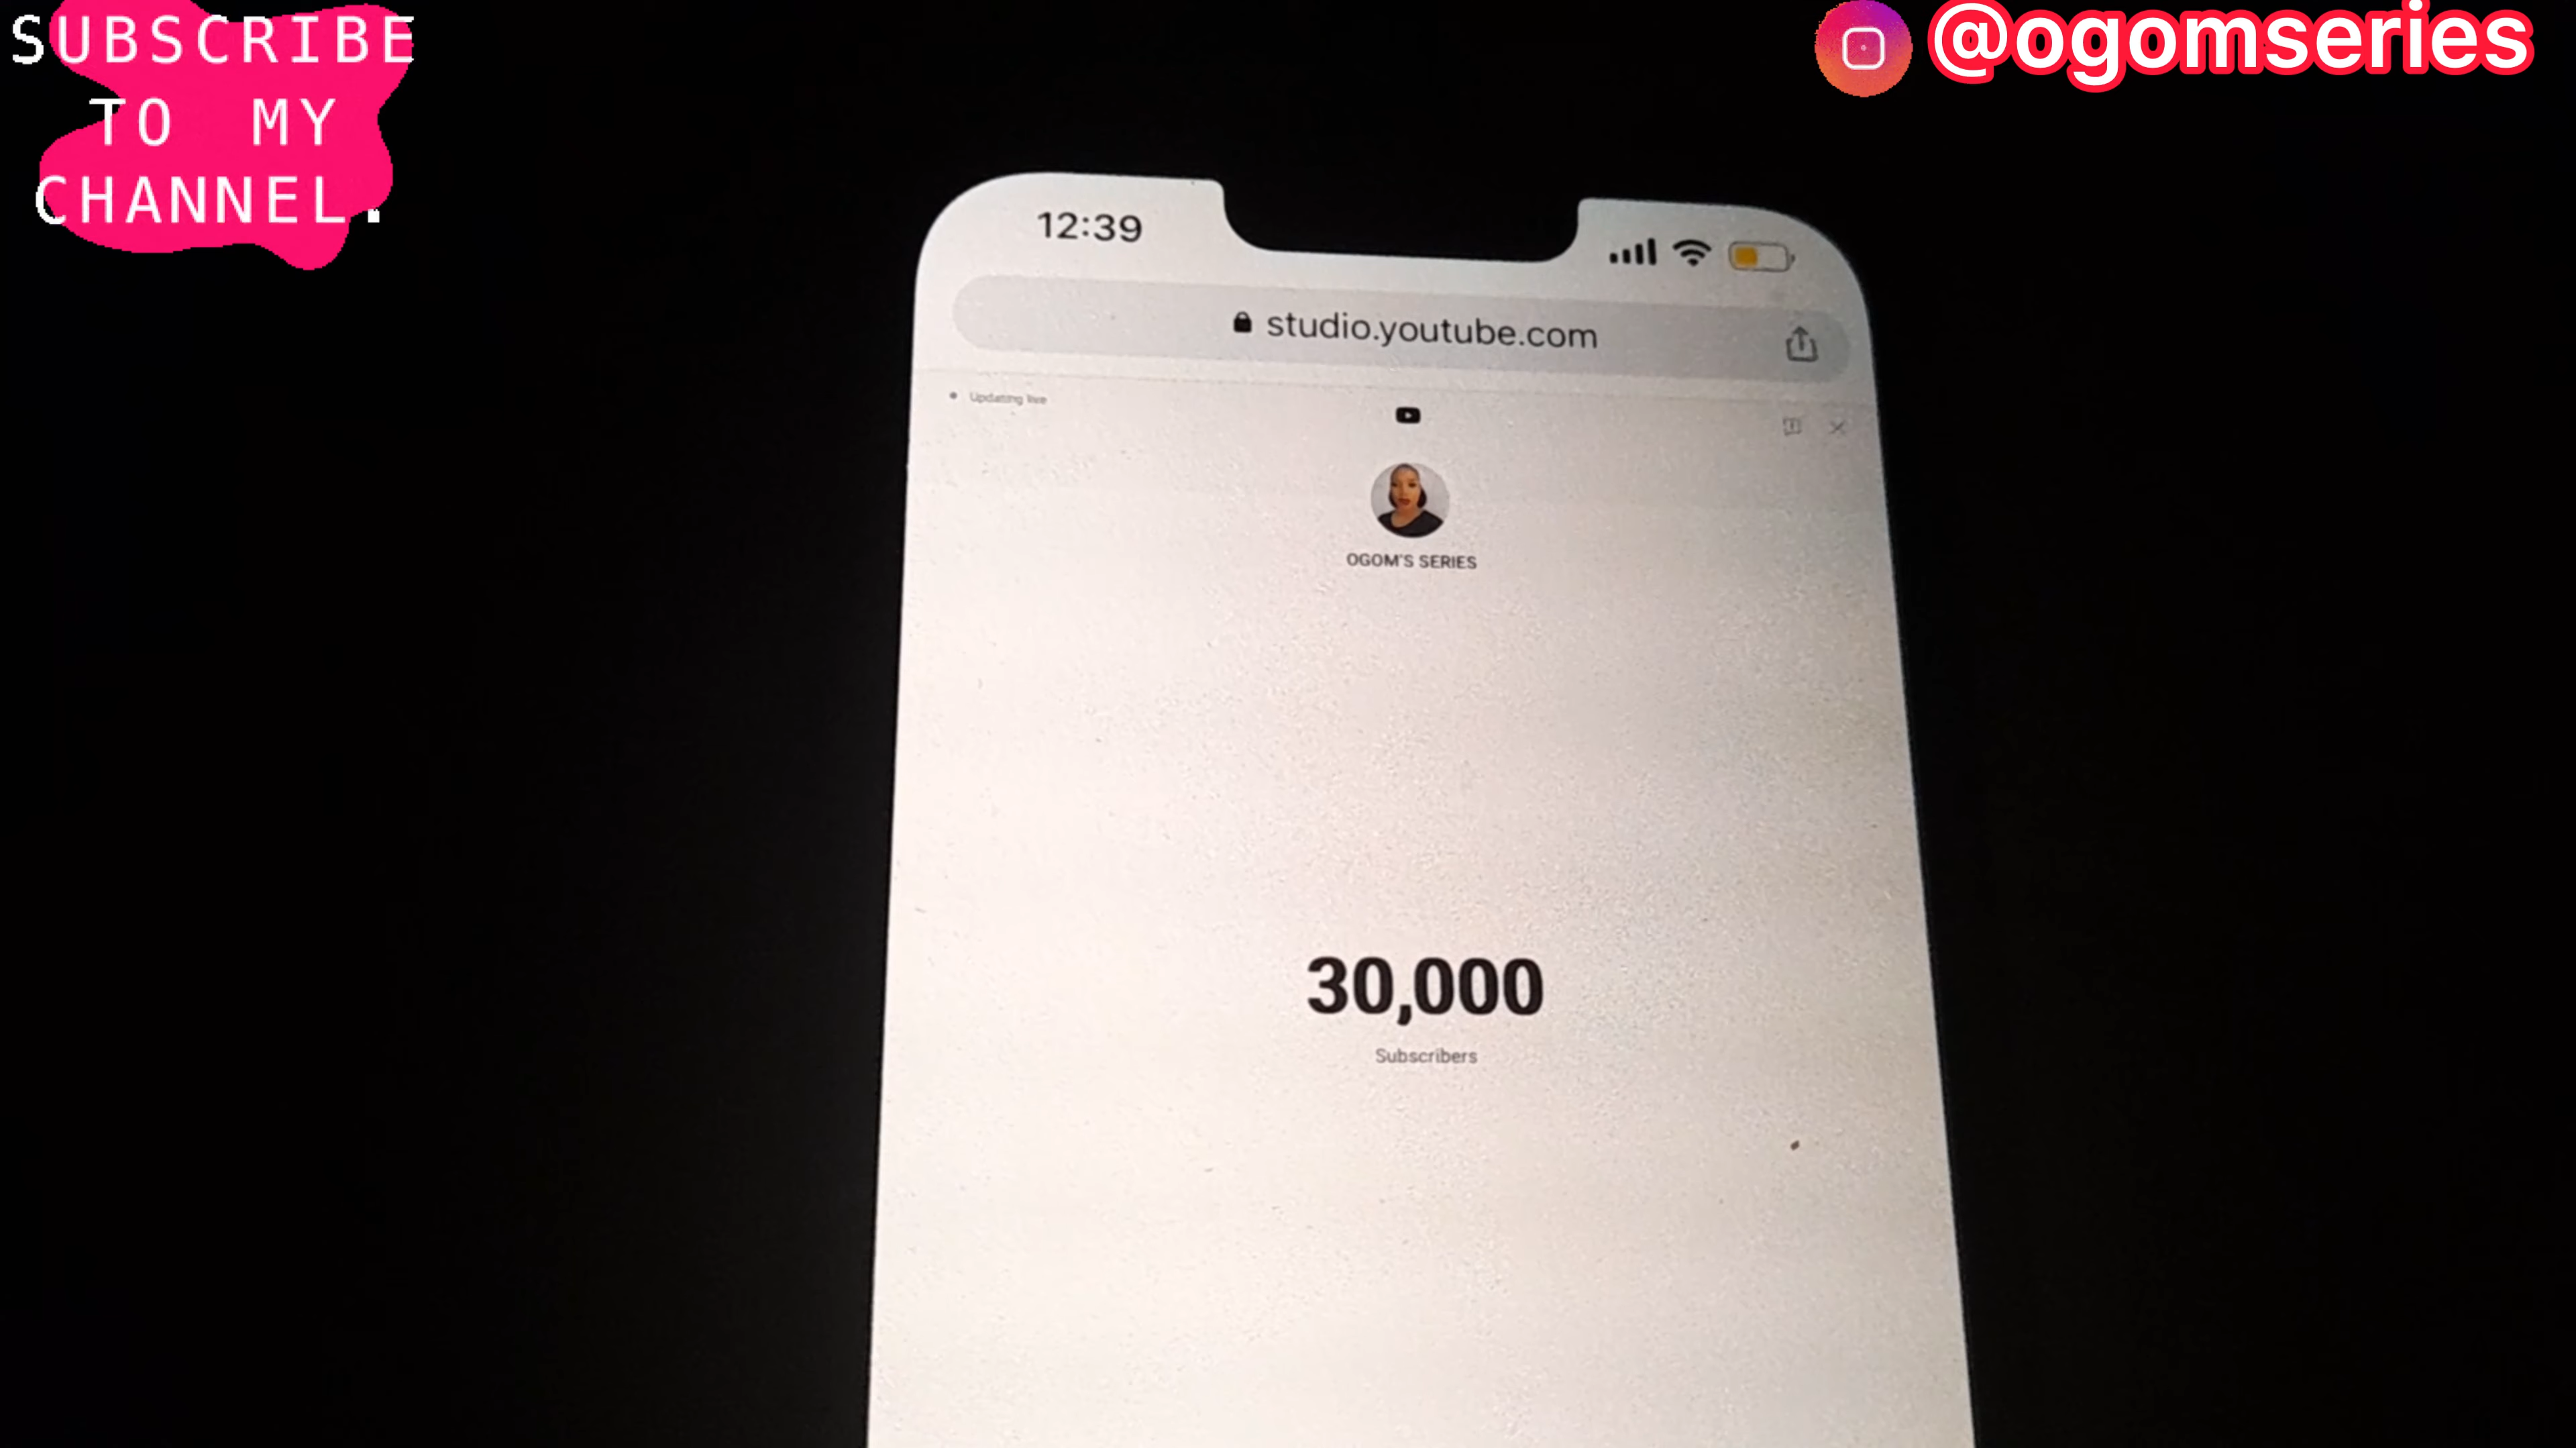 SUBSCRIBE
TO MY
CHANNEL.
@ogomseries
12:39
studio.youtube.com
Updating live
OGOM'S SERIES
30,000
Subscribers